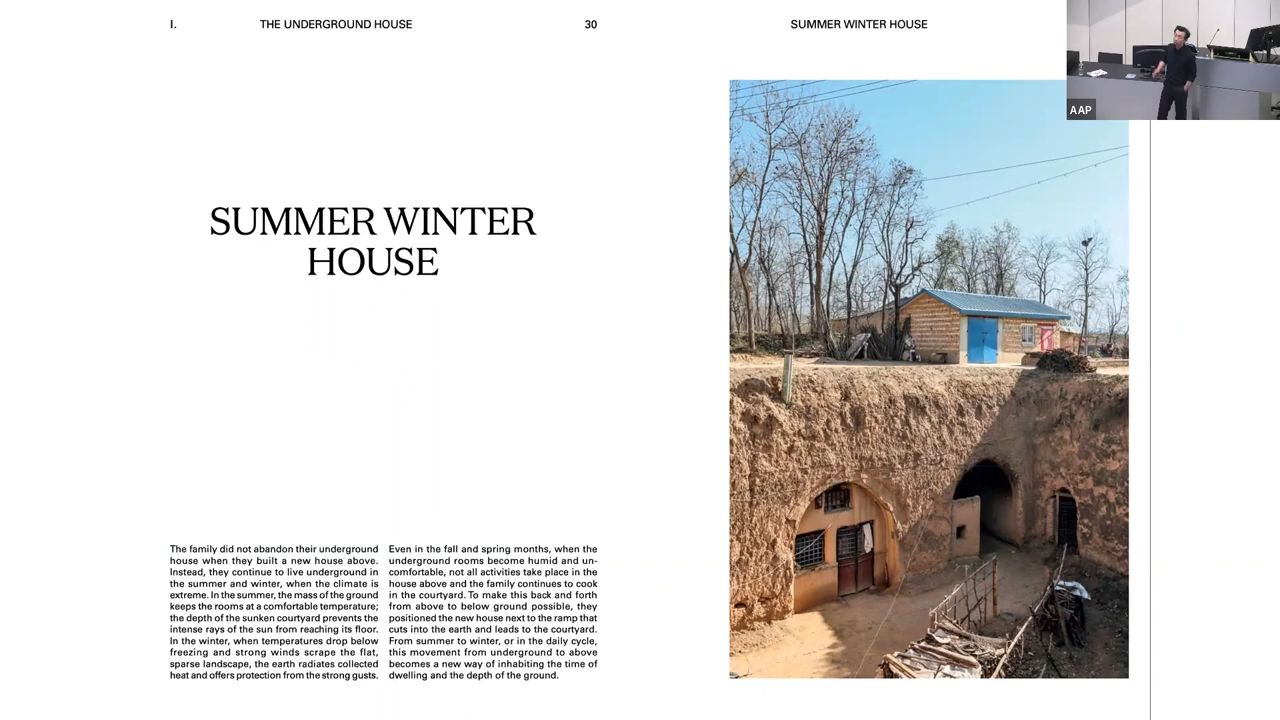 I.
THE UNDERGROUND HOUSE
30
SUMMER WINTER HOUSE
AAP
SUMMER WINTER
HOUSE
The family did not abandon their underground
house when they built a new house above.
Instead, they continue to live underground in
the summer and winter, when the climate is
extreme. In the summer, the mass of the ground
keeps the rooms at a comfortable temperature;
the depth of the sunken courtyard prevents the
intense rays of the sun from reaching its floor.
In the winter, when temperatures drop below
freezing and strong winds scrape the flat,
sparse landscape, the earth radiates collected
heat and offers protection from the strong gusts.
Even in the fall and spring months, when the
underground rooms become humid and un-
comfortable, not all activities take place in the
house above and the family continues to cook
in the courtyard. To make this back and forth
from above to below ground possible, they
positioned the new house next to the ramp that
cuts into the earth and leads to the courtyard.
From summer to winter, or in the daily cycle,
this movement from underground to above
becomes a new way of inhabiting the time of
dwelling and the depth of the ground.